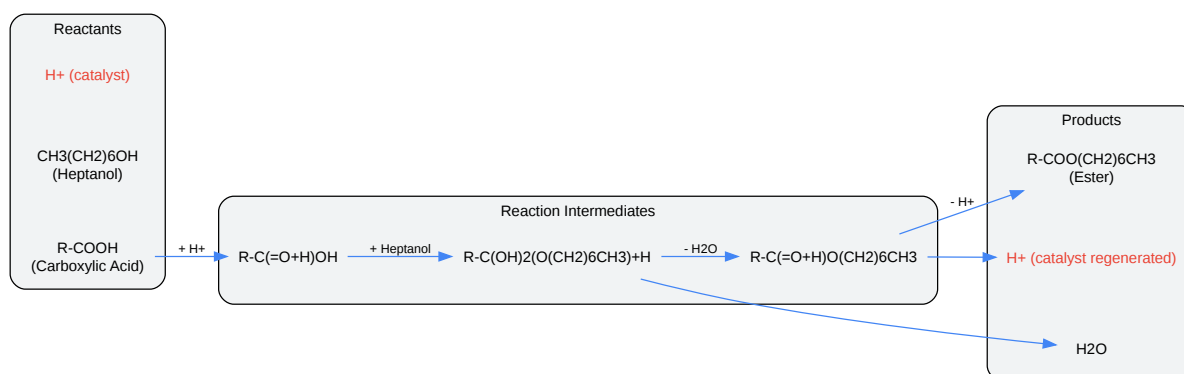 Reactants
H+ (catalyst)
CH3(CH2)6OH
(Heptanol)
R-COOH
(Carboxylic Acid)
+ H+
Reaction Intermediates
R-C(=O+H)OH
+ Heptanol
R-C(OH)2(O(CH2)6CH3)+H
- H2O
R-C(=O+H)O(CH2)6CH3
- H+
Products
R-COO(CH2)6CH3
(Ester)
H+ (catalyst regenerated)
H2O